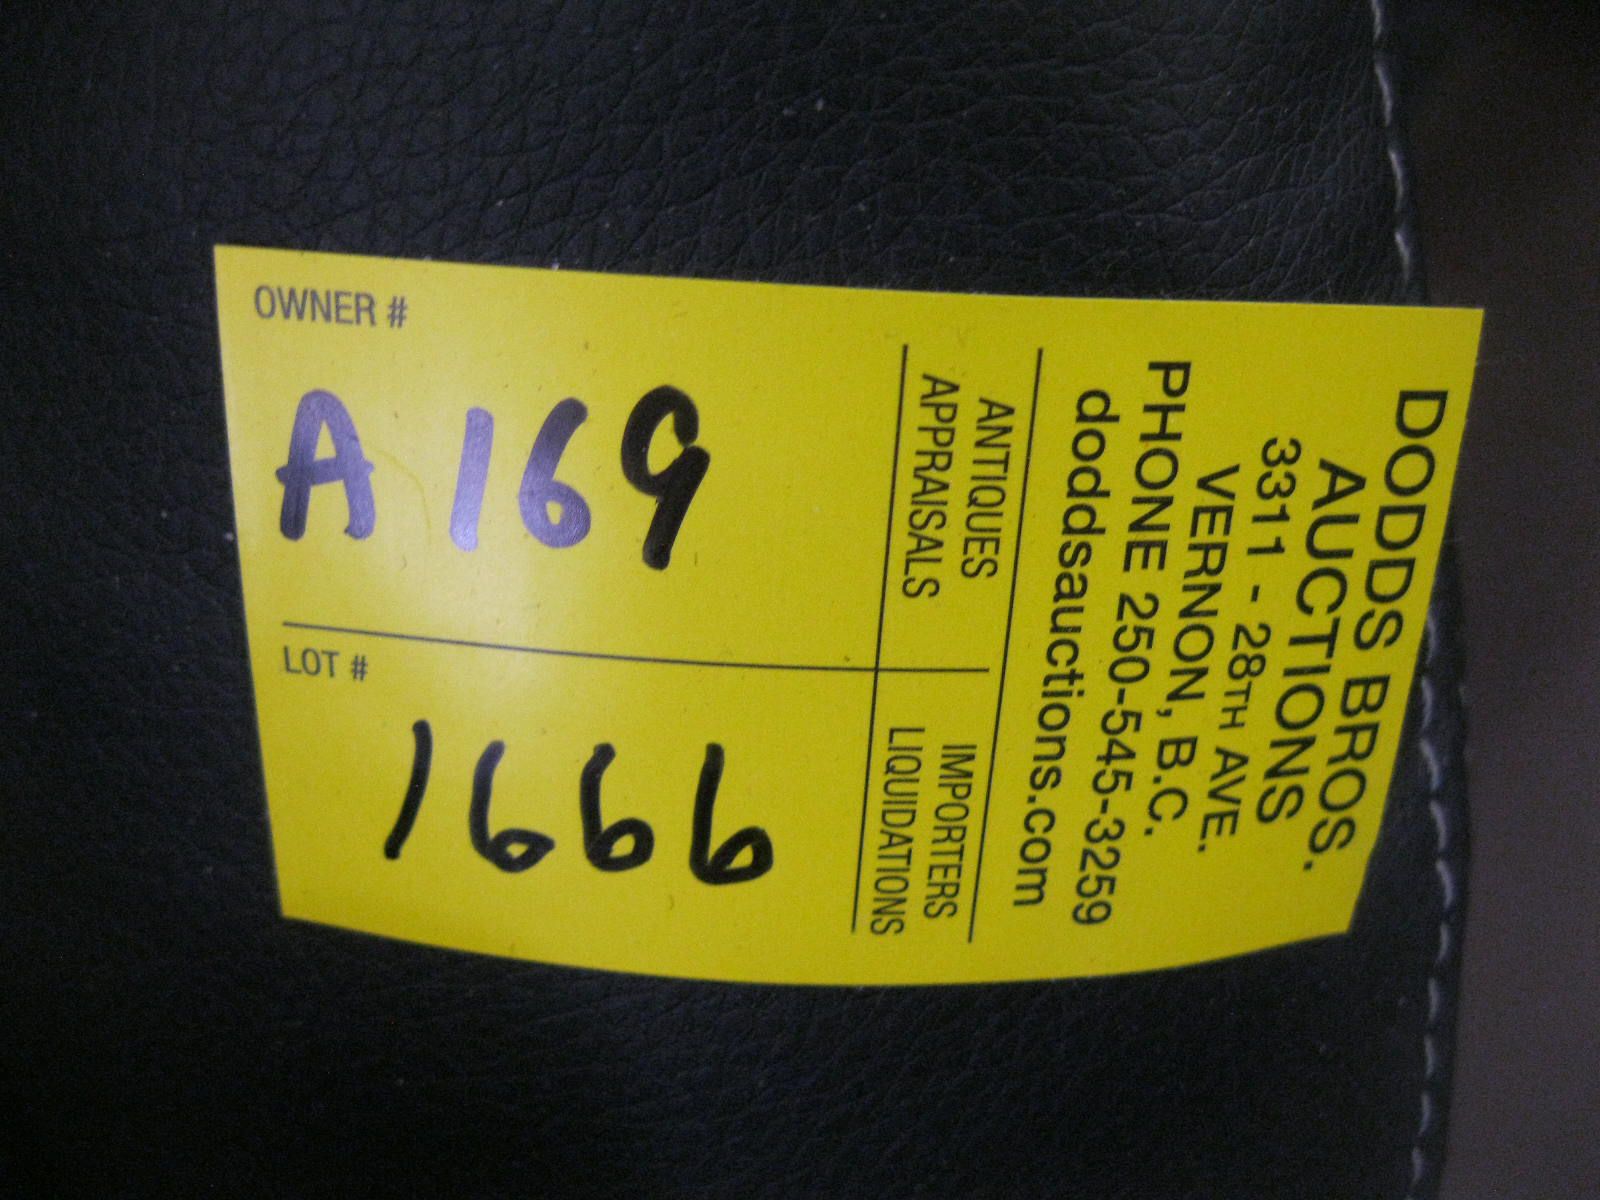 DODDS BROS.
AUCTIONS
3311 - 28TH AVE.
VERNON, B.C.
PHONE 250-545-3259
doddsauctions.com
ANTIQUES
APPRAISALS
IMPORTERS
LIQUIDATIONS
OWNER #
A 169
LOT #
1666